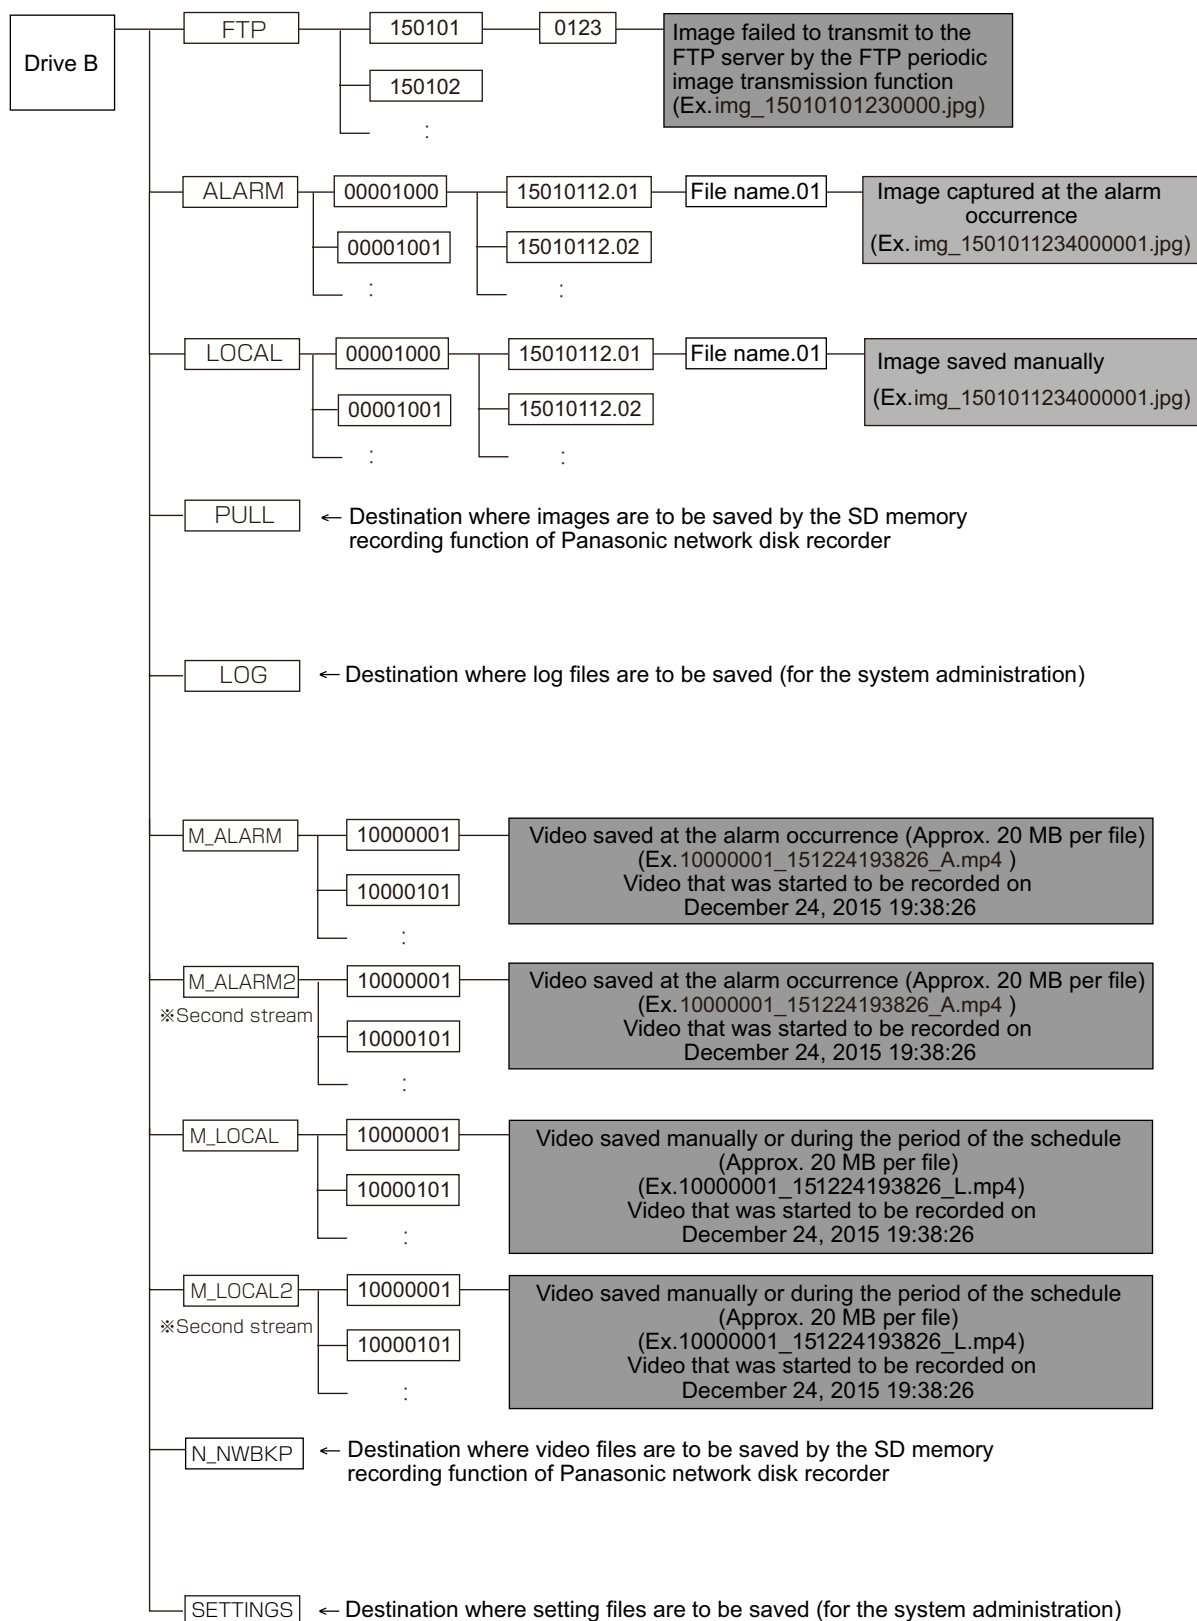 Drive B
FTP
150101
0123
Image failed to transmit to the
FTP server by the FTP periodic
image transmission function
(Ex.img_15010101230000.jpg)
150102
:
ALARM
00001000
15010112.01
File name.01
Image captured at the alarm
occurrence
(Ex. img_1501011234000001.jpg)
00001001
15010112.02
:
:
LOCAL
00001000
15010112.01
File name.01
Image saved manually
(Ex.img_1501011234000001.jpg)
00001001
15010112.02
:
:
PULL
← Destination where images are to be saved by the SD memory
recording function of Panasonic network disk recorder
LOG
← Destination where log files are to be saved (for the system administration)
M_ALARM
10000001
Video saved at the alarm occurrence (Approx. 20 MB per file)
(Ex.10000001_151224193826_A.mp4 )
Video that was started to be recorded on
December 24, 2015 19:38:26
10000101
:
M_ALARM2
※Second stream
10000001
Video saved at the alarm occurrence (Approx. 20 MB per file)
(Ex.10000001_151224193826_A.mp4 )
Video that was started to be recorded on
December 24, 2015 19:38:26
10000101
:
M_LOCAL
10000001
Video saved manually or during the period of the schedule
(Approx. 20 MB per file)
(Ex.10000001_151224193826_L.mp4)
Video that was started to be recorded on
December 24, 2015 19:38:26
10000101
:
M_LOCAL2
※Second stream
10000001
Video saved manually or during the period of the schedule
(Approx. 20 MB per file)
(Ex.10000001_151224193826_L.mp4)
Video that was started to be recorded on
December 24, 2015 19:38:26
10000101
:
N_NWBKP
← Destination where video files are to be saved by the SD memory
recording function of Panasonic network disk recorder
SETTINGS
← Destination where setting files are to be saved (for the system administration)